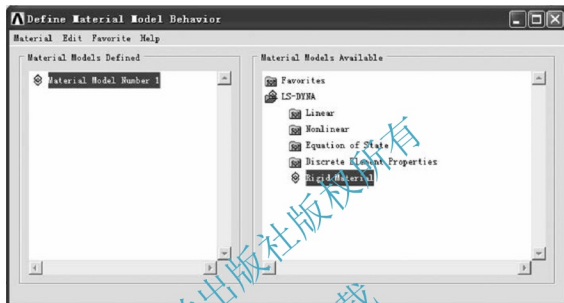 Define Material Model Behavior
Material Edit Favorite Help
Material Models Defined
Material Model Number 1
Material Models Available
Favorites
LS-DYNA
Linear
Nonlinear
Equation of State
Discrete Element Properties
Rigid Material
出版社版权所有